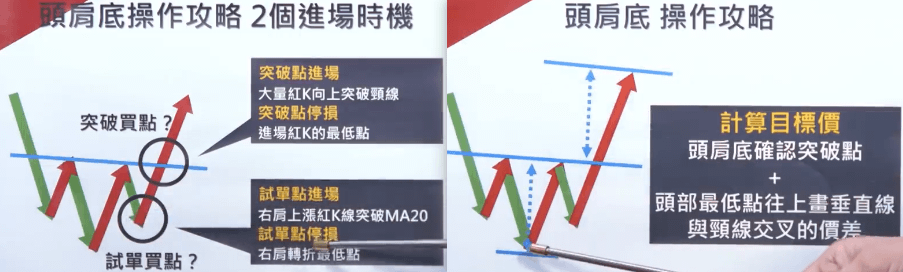 頭肩底操作攻略 2個進場時機
突破買點？
試單買點？
突破點進場
大量紅K向上突破頸線
突破點停損
進場紅K的最低點
試單點進場
右肩上漲紅K線突破MA20
試單點停損
右肩轉折最低點
頭肩底 操作攻略
計算目標價
頭肩底確認突破點
+
頭部最低點往上畫垂直線
與頸線交叉的價差